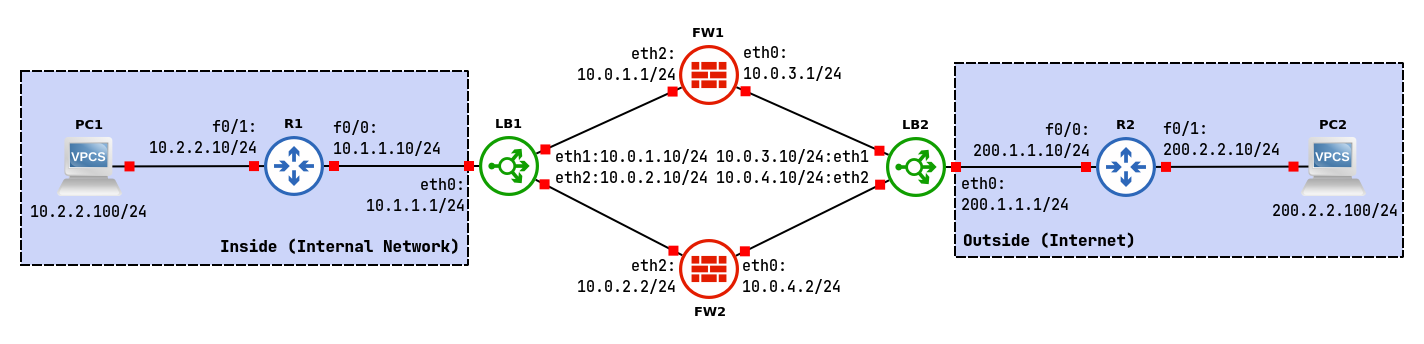 FW1
eth2:
10.0.1.1/24
eth0:
10.0.3.1/24
PC1
VPCS
10.2.2.100/24
f0/1:
10.2.2.10/24
R1
f0/0:
10.1.1.10/24
eth0:
10.1.1.1/24
Inside (Internal Network)
LB1
eth1:10.0.1.10/24 10.0.3.10/24:eth1
eth2:10.0.2.10/24 10.0.4.10/24:eth2
LB2
eth0:
200.1.1.1/24
f0/0:
200.1.1.10/24
R2
f0/1:
200.2.2.10/24
PC2
VPCS
200.2.2.100/24
Outside (Internet)
eth2:
10.0.2.2/24
eth0:
10.0.4.2/24
FW2